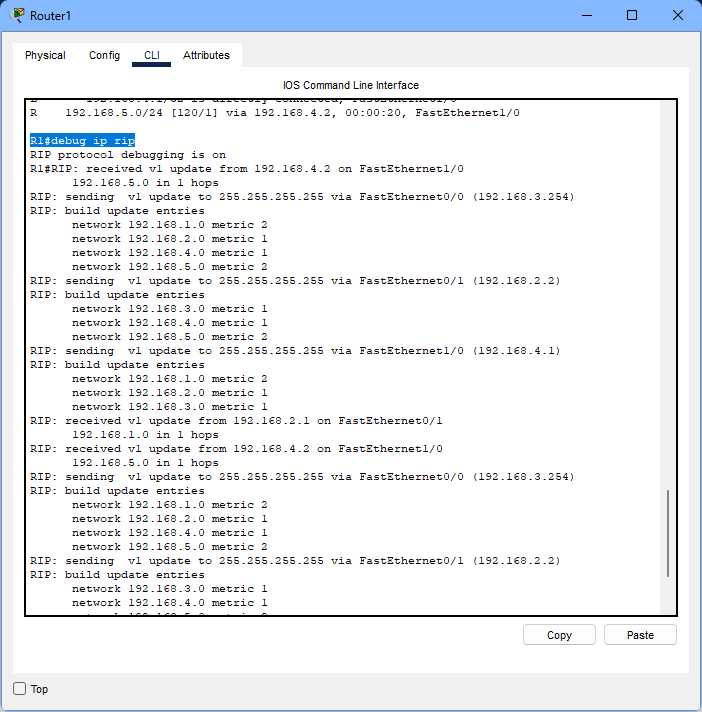 Router1
Physical Config CLI Attributes
IOS Command Line Interface
R 192.168.5.0/24 [120/1] via 192.168.4.2, 00:00:20, FastEthernet1/0
R1#debug ip rip
RIP protocol debugging is on
R1#RIP: received v1 update from 192.168.4.2 on FastEthernet1/0
192.168.5.0 in 1 hops
RIP: sending v1 update to 255.255.255.255 via FastEthernet0/0 (192.168.3.254)
RIP: build update entries
network 192.168.1.0 metric 2
network 192.168.2.0 metric 1
network 192.168.4.0 metric 1
network 192.168.5.0 metric 2
RIP: sending v1 update to 255.255.255.255 via FastEthernet0/1 (192.168.2.2)
RIP: build update entries
network 192.168.3.0 metric 1
network 192.168.4.0 metric 1
network 192.168.5.0 metric 2
RIP: sending v1 update to 255.255.255.255 via FastEthernet1/0 (192.168.4.1)
RIP: build update entries
network 192.168.1.0 metric 2
network 192.168.2.0 metric 1
network 192.168.3.0 metric 1
RIP: received v1 update from 192.168.2.1 on FastEthernet0/1
192.168.1.0 in 1 hops
RIP: received v1 update from 192.168.4.2 on FastEthernet1/0
192.168.5.0 in 1 hops
RIP: sending v1 update to 255.255.255.255 via FastEthernet0/0 (192.168.3.254)
RIP: build update entries
network 192.168.1.0 metric 2
network 192.168.2.0 metric 1
network 192.168.4.0 metric 1
network 192.168.5.0 metric 2
RIP: sending v1 update to 255.255.255.255 via FastEthernet0/1 (192.168.2.2)
RIP: build update entries
network 192.168.3.0 metric 1
network 192.168.4.0 metric 1
Copy Paste
Top